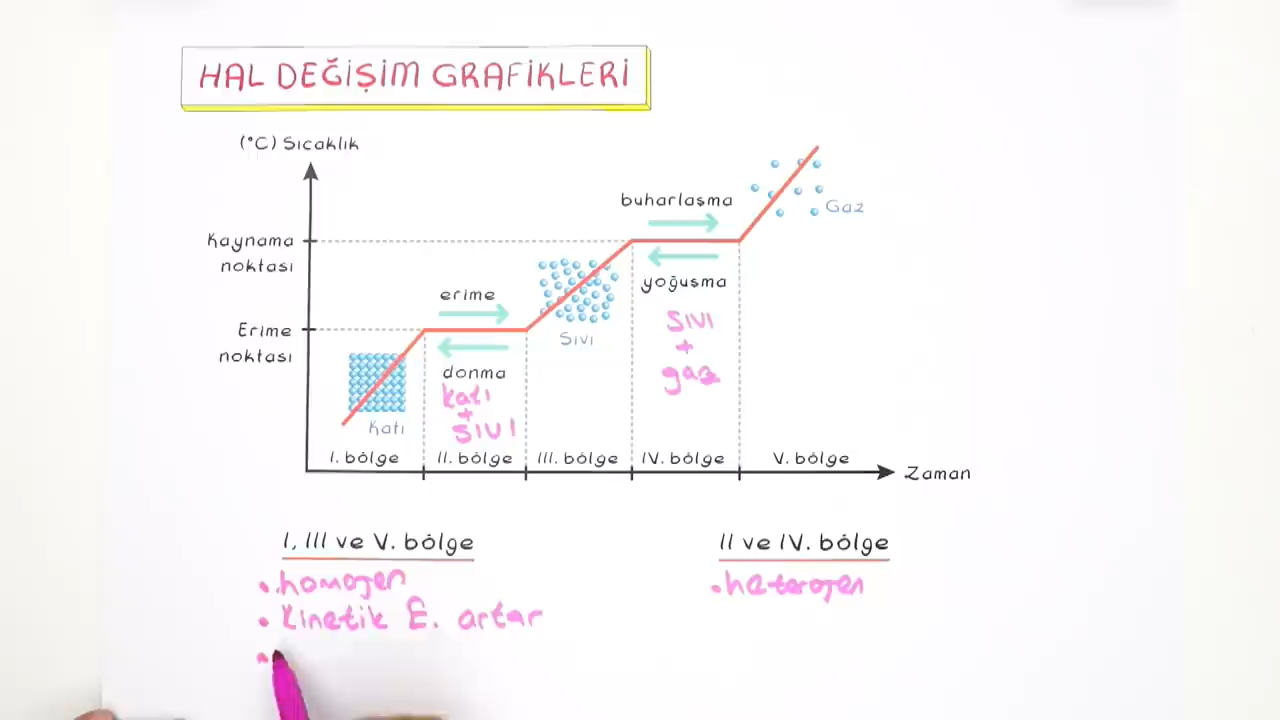 HAL DEĞİŞİM GRAFİKLERİ
(°C) Sıcaklık
Kaynama noktası
Erime noktası
buharlaşma
yoğuşma
sıvı
+
gaz
Gaz
erime
donma
katı
+
sıvı
Sıvı
Katı
I. bölge
II. bölge
III. bölge
IV. bölge
V. bölge
Zaman
I, III ve V. bölge
• homojen
• Kinetik E. artar
•
II ve IV. bölge
• heterojen